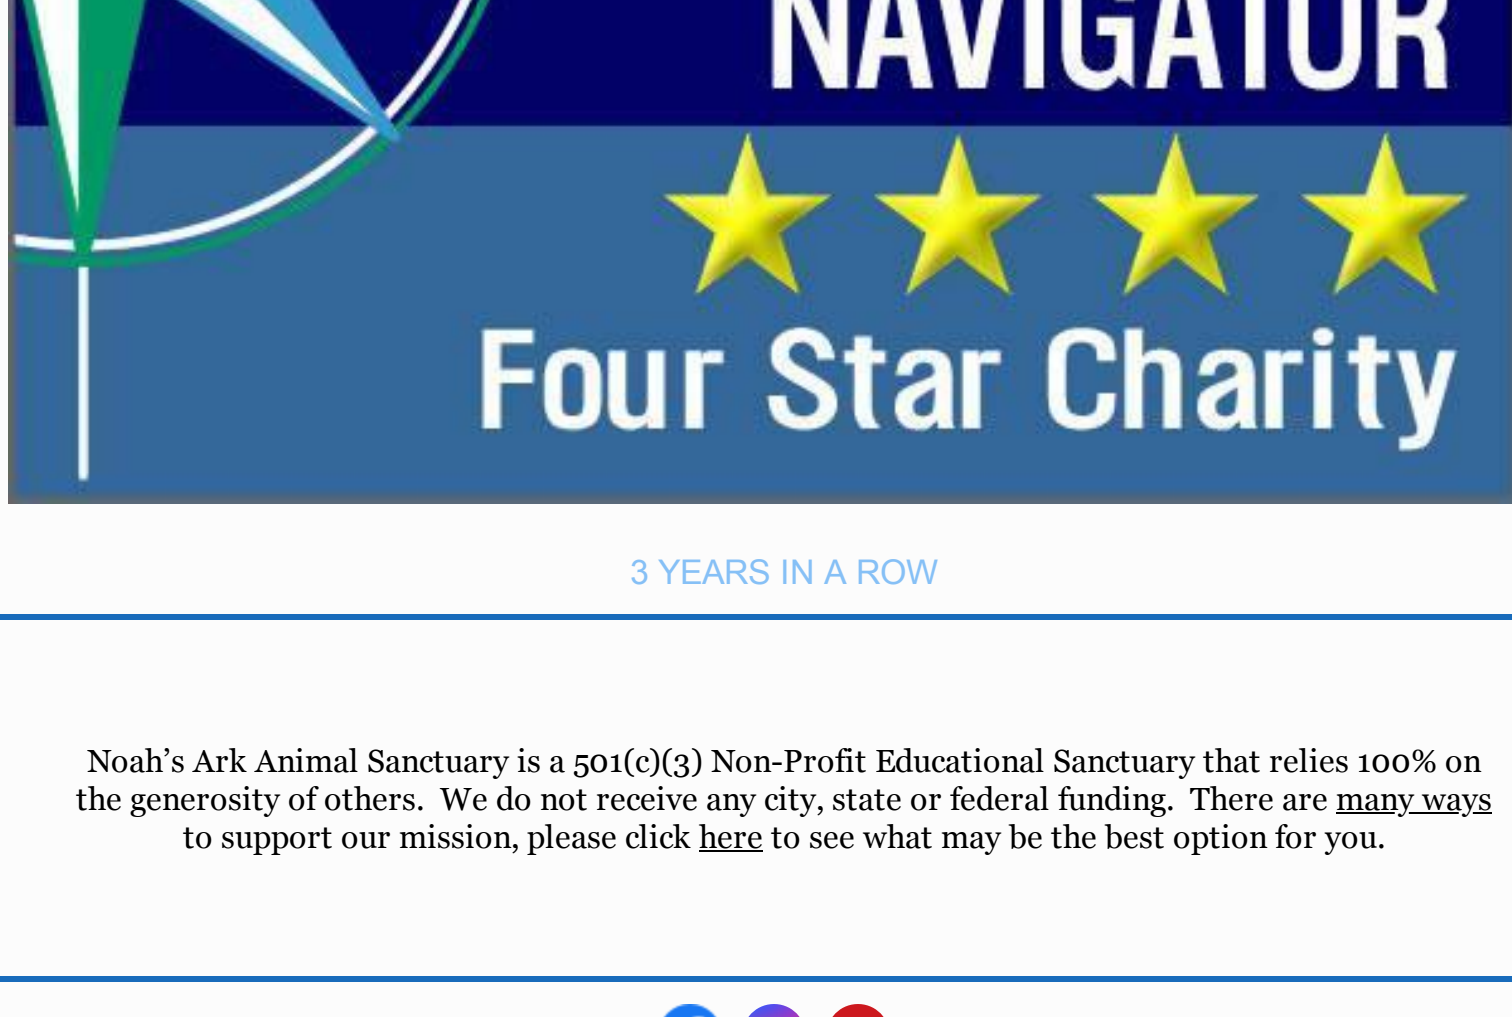 NAVIGATOR
Four Star Charity
3 YEARS IN A ROW
Noah’s Ark Animal Sanctuary is a 501(c)(3) Non-Profit Educational Sanctuary that relies 100% on
the generosity of others.  We do not receive any city, state or federal funding.  There are many ways
to support our mission, please click here to see what may be the best option for you.